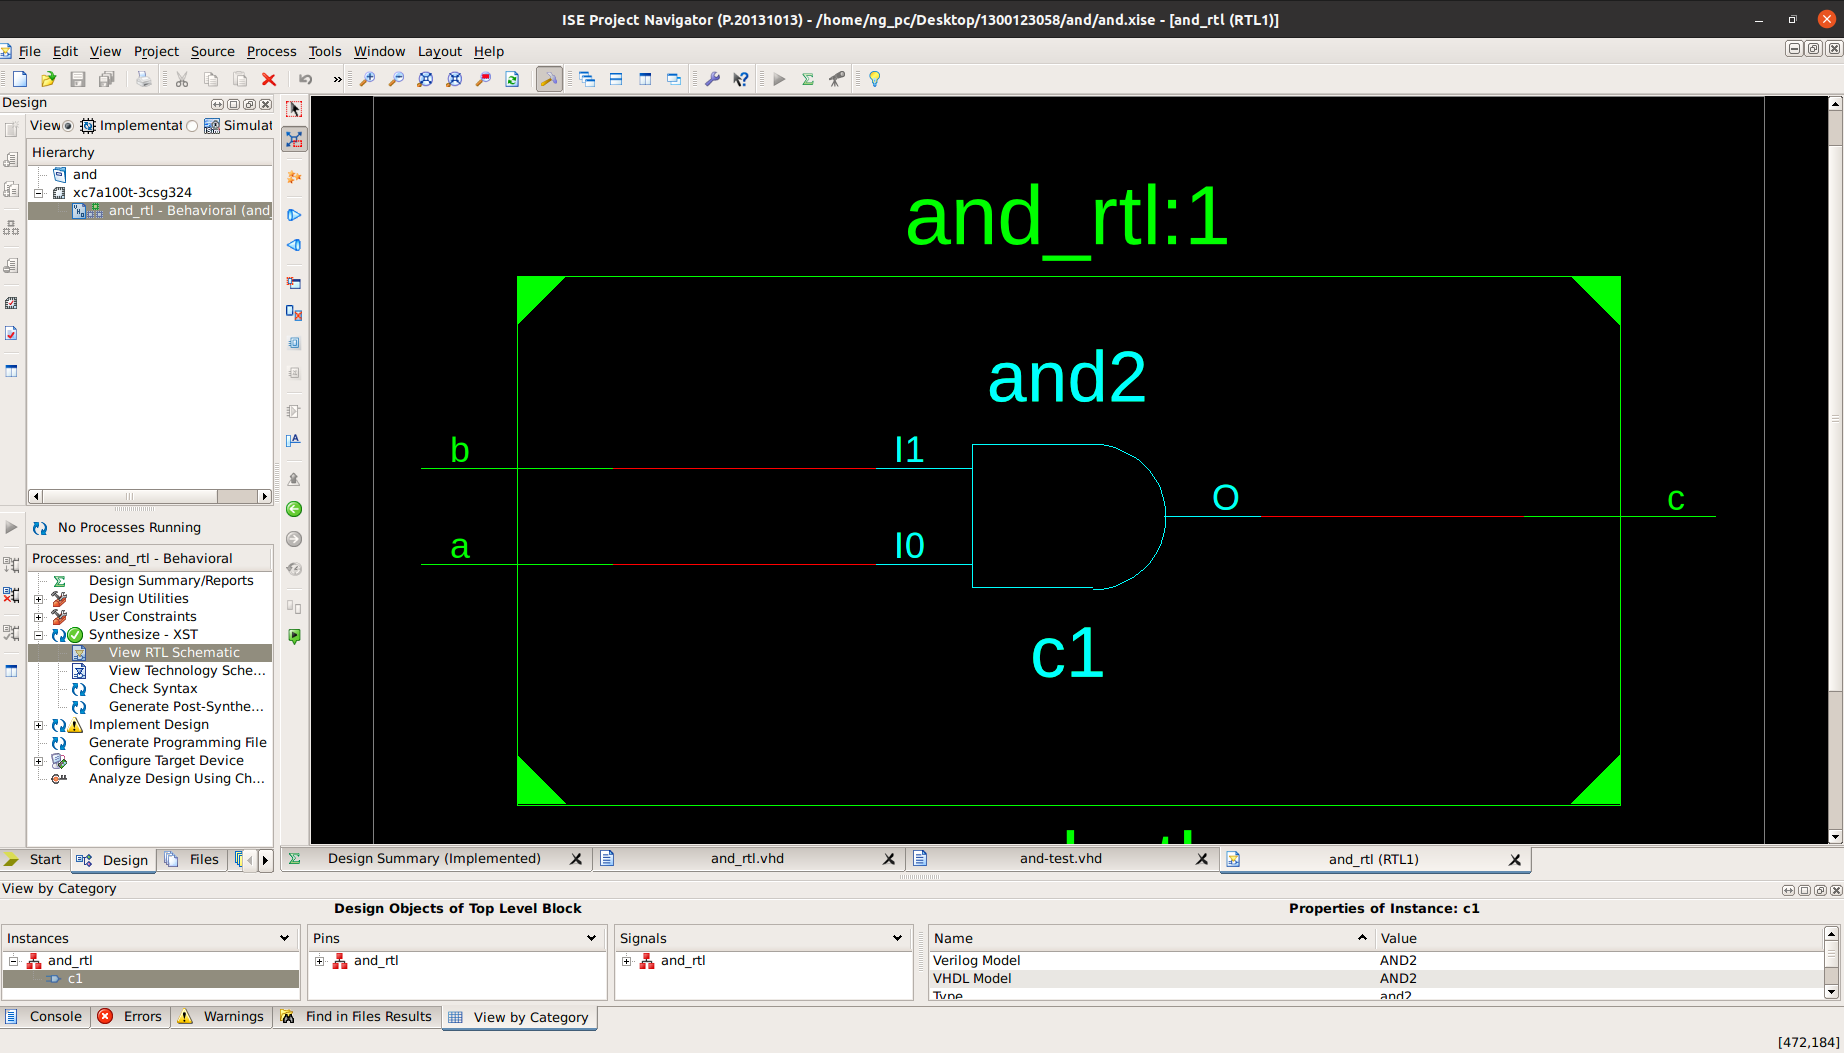 ISE Project Navigator (P.20131013) - /home/ng_pc/Desktop/1300123058/and/and.xise - [and_rtl (RTL1)]
File Edit View Project Source Process Tools Window Layout Help
Design
View Implementat Simulat
Hierarchy
and
xc7a100t-3csg324
and_rtl - Behavioral (and_
No Processes Running
Processes: and_rtl - Behavioral
Design Summary/Reports
Design Utilities
User Constraints
Synthesize - XST
View RTL Schematic
View Technology Sche...
Check Syntax
Generate Post-Synthe...
Implement Design
Generate Programming File
Configure Target Device
Analyze Design Using Ch...
Start Design Files
and_rtl:1
and2
b
I1
a
I0
O
c
c1
Design Summary (Implemented) and_rtl.vhd and-test.vhd and_rtl (RTL1)
View by Category
Design Objects of Top Level Block
Properties of Instance: c1
Instances
and_rtl
c1
Pins
and_rtl
Signals
and_rtl
Name Value
Verilog Model AND2
VHDL Model AND2
Type and2
Console Errors Warnings Find in Files Results View by Category
[472,184]